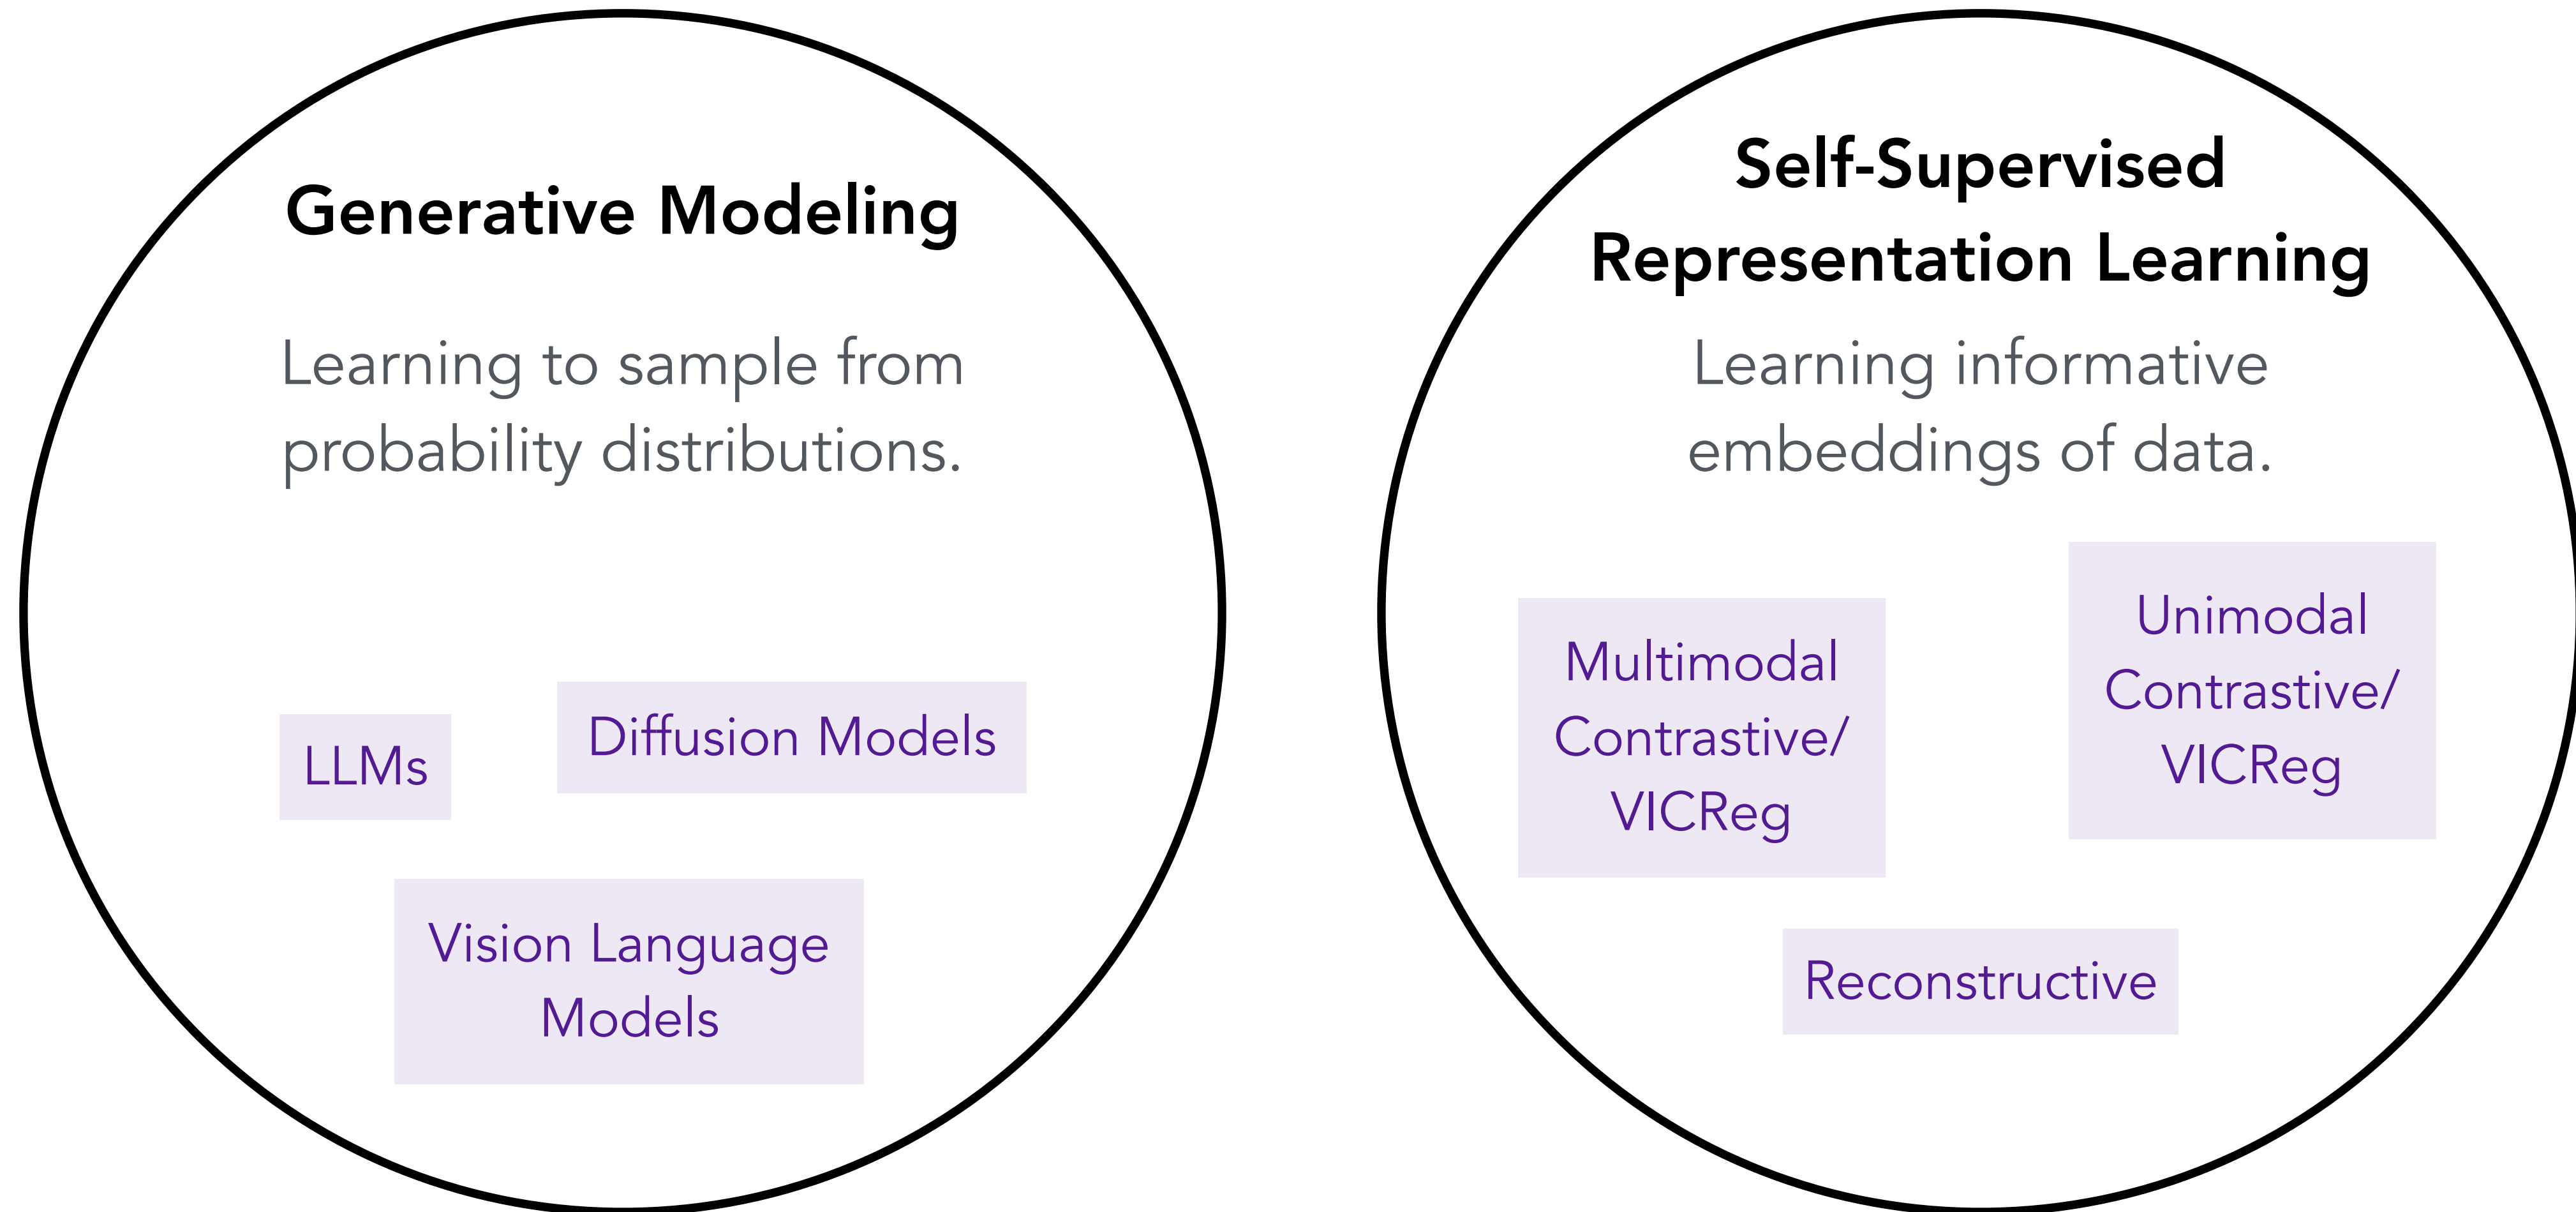 Generative Modeling
Learning to sample from
probability distributions.
LLMs
Diffusion Models
Vision Language
Models
Self-Supervised
Representation Learning
Learning informative
embeddings of data.
Multimodal
Contrastive/
VICReg
Unimodal
Contrastive/
VICReg
Reconstructive